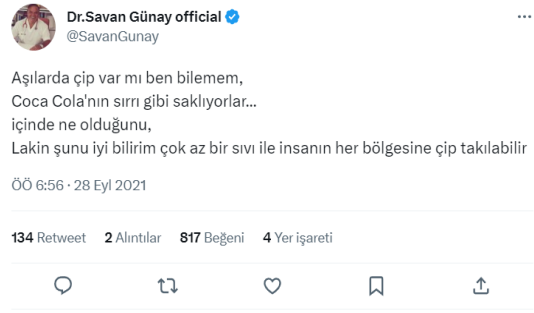 Dr.Savan Günay official
@SavanGunay
Aşılarda çip var mı ben bilemem,
Coca Cola'nın sırrı gibi saklıyorlar...
içinde ne olduğunu,
Lakin şunu iyi bilirim çok az bir sıvı ile insanın her bölgesine çip takılabilir
ÖÖ 6:56 · 28 Eyl 2021
134 Retweet 2 Alıntılar 817 Beğeni 4 Yer işareti